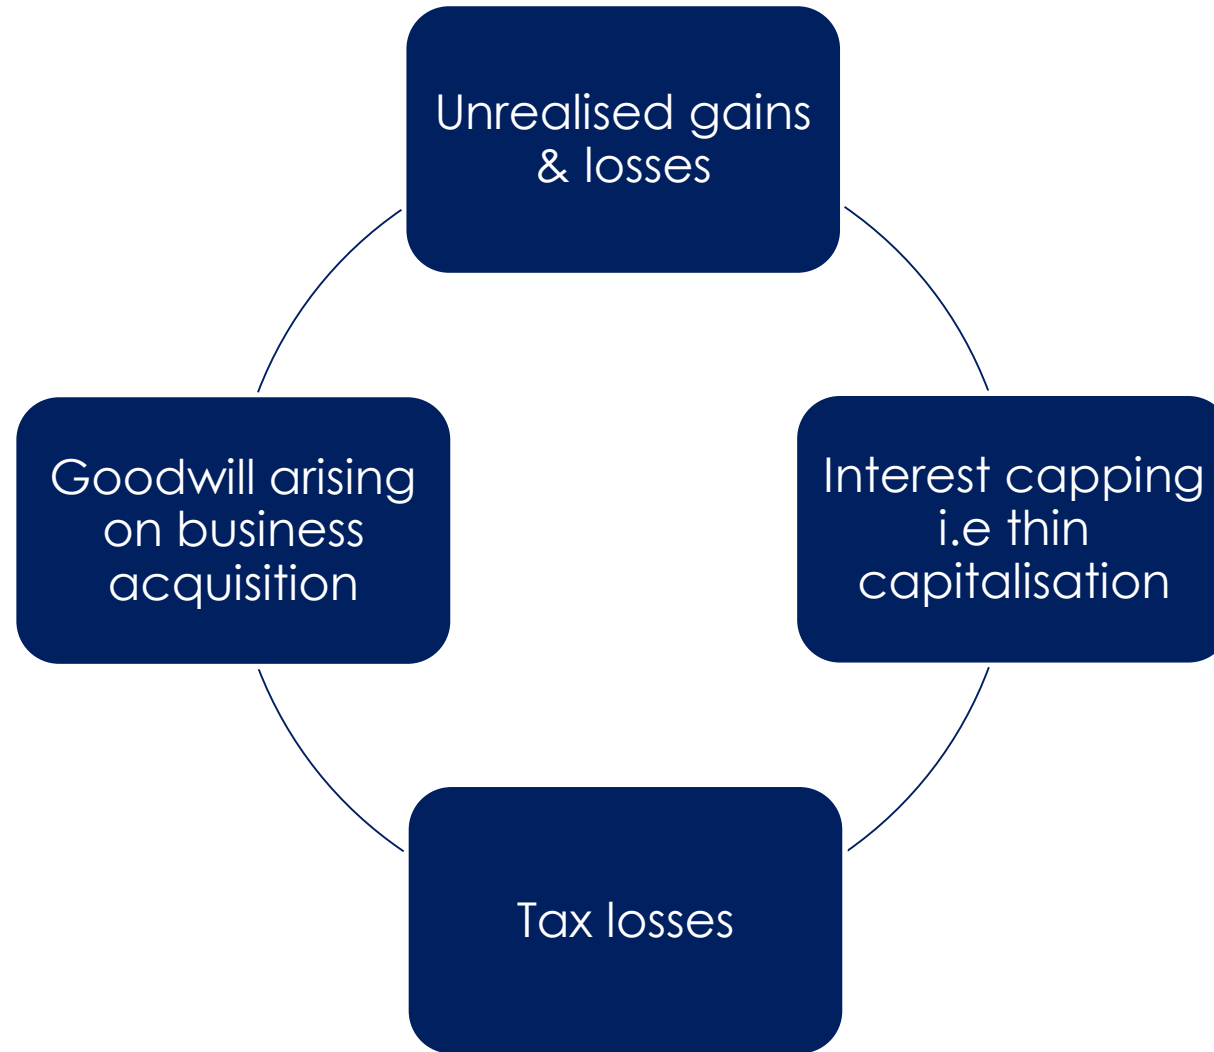 Unrealised gains
& losses
Goodwill arising
on business
acquisition
Interest capping
i.e thin
capitalisation
Tax losses